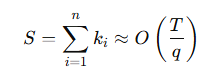 S = \sum_{i=1}^{n} k_i \approx O\left(\frac{T}{q}\right)